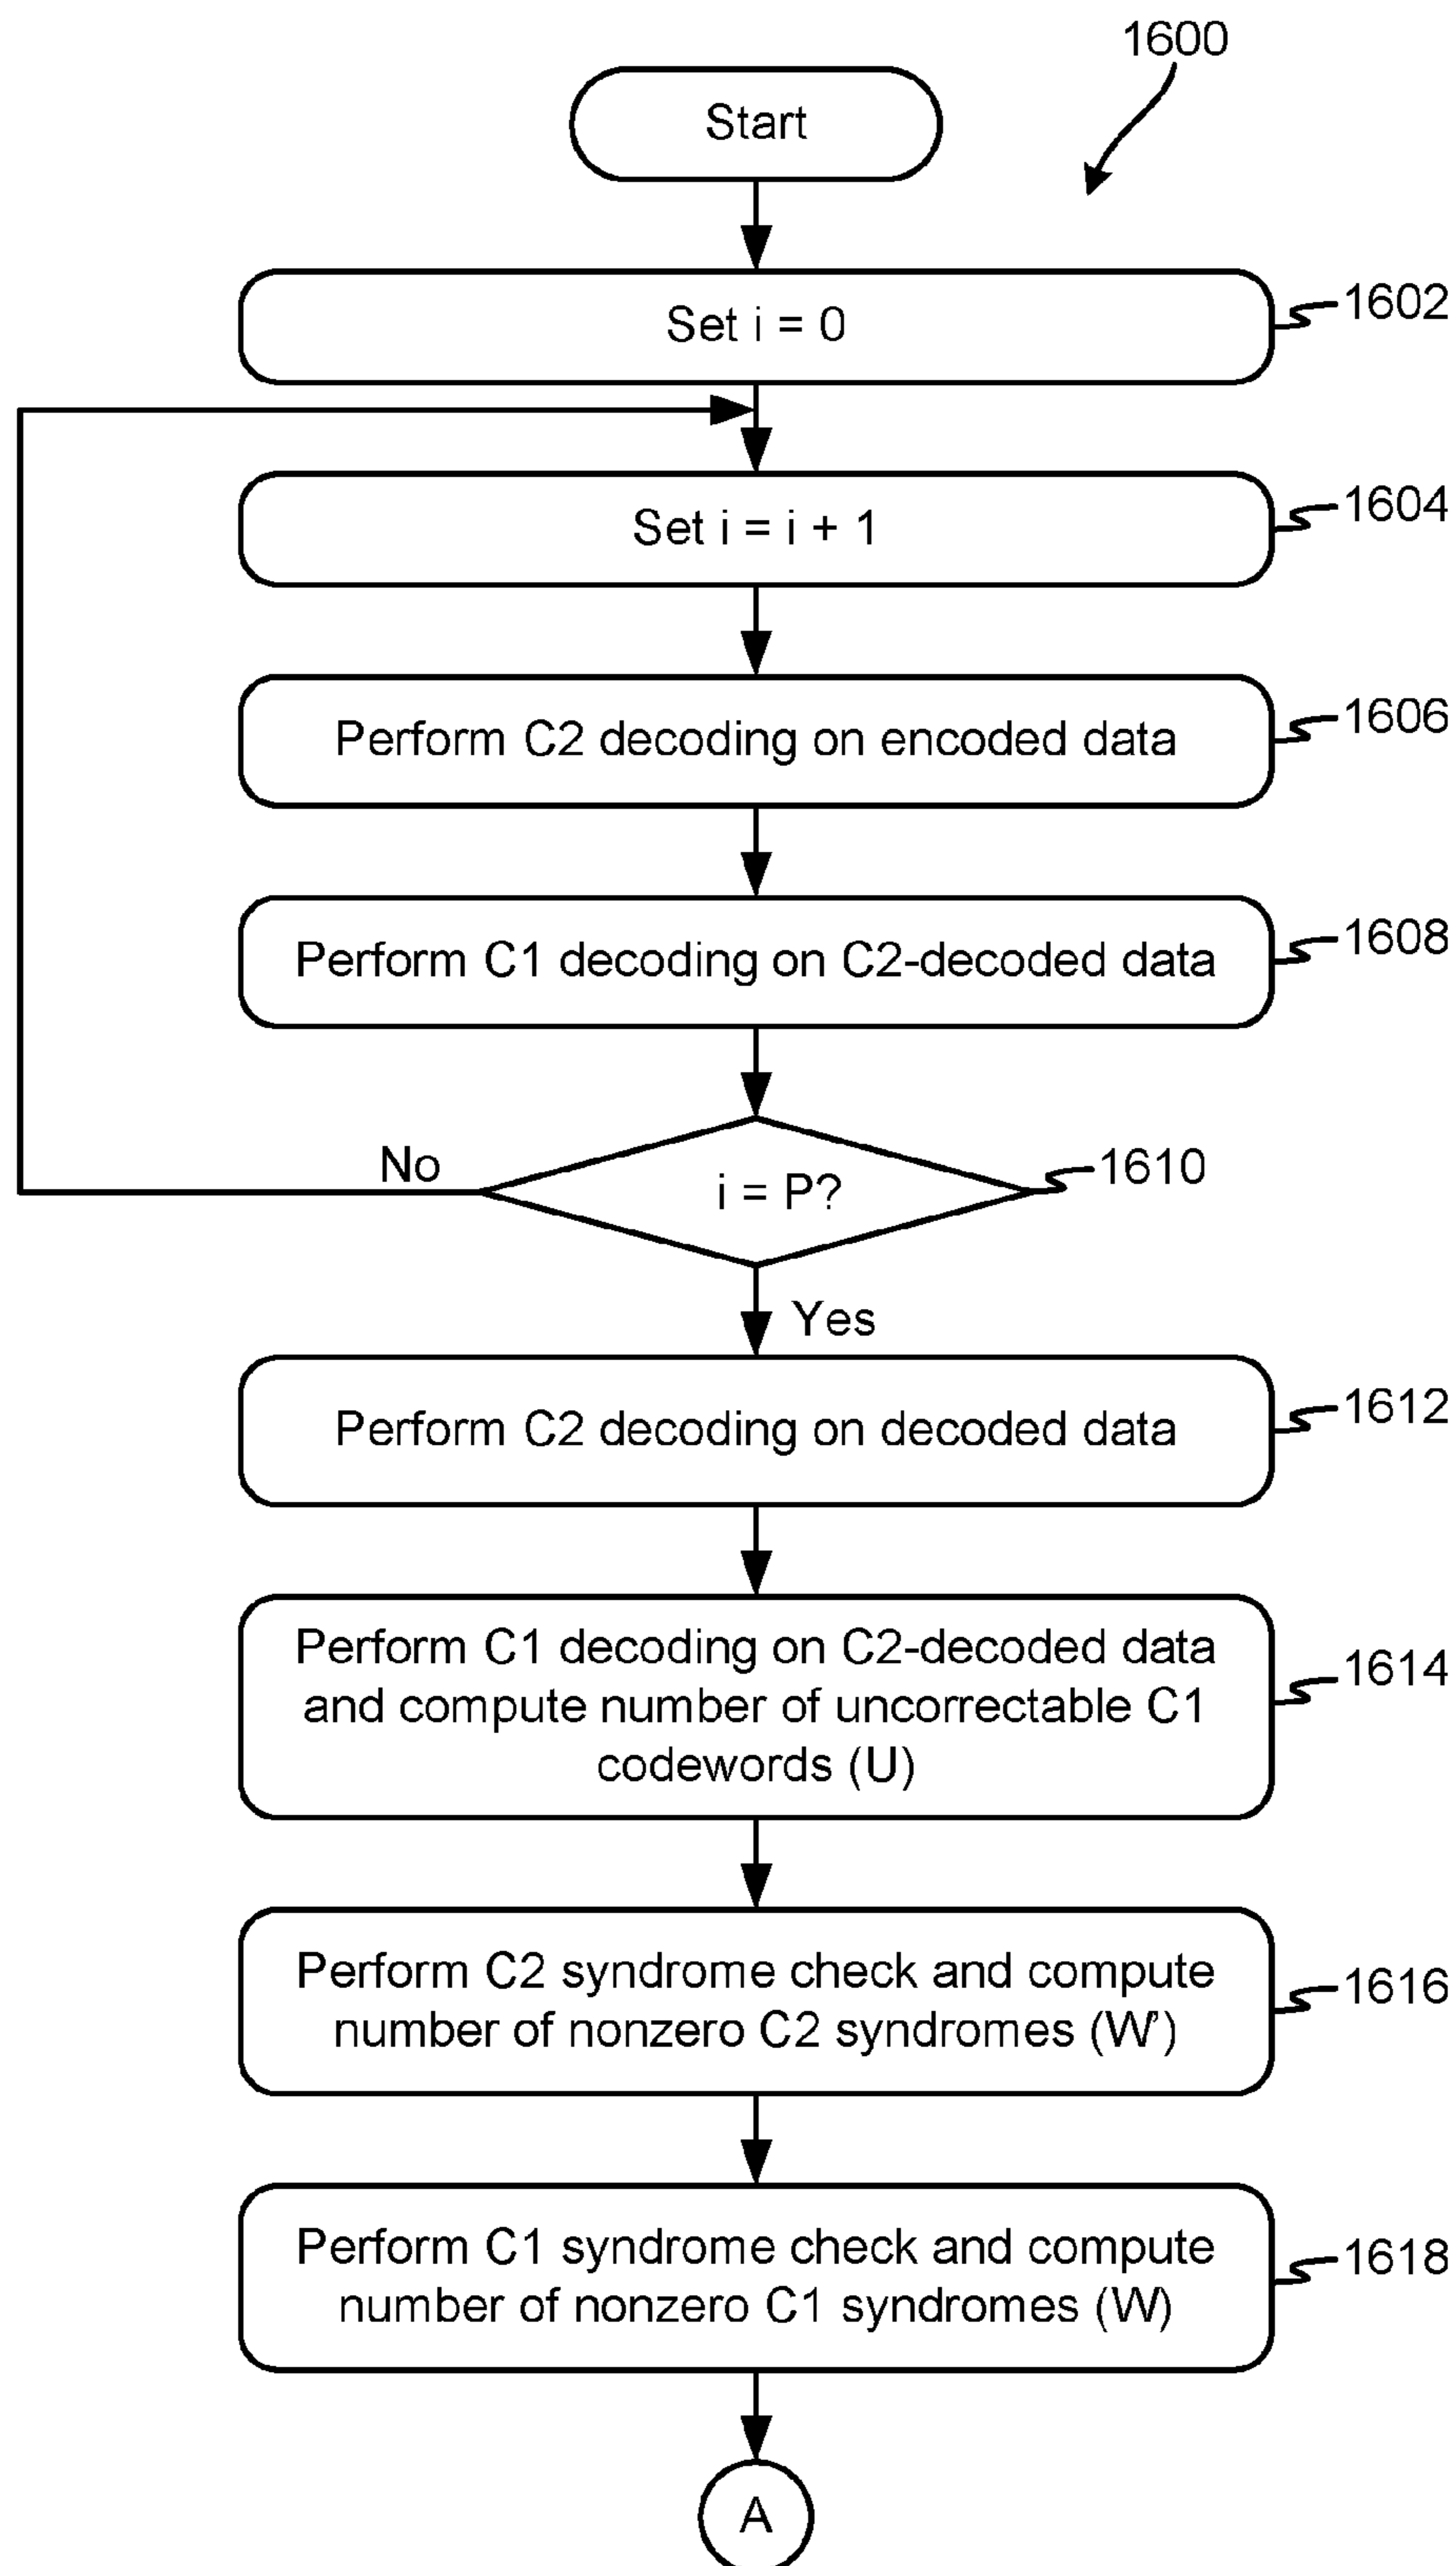 1600
Start
Set i = 0
1602
Set i = i + 1
1604
Perform C2 decoding on encoded data
1606
Perform C1 decoding on C2-decoded data
1608
No
i = P?
1610
Yes
Perform C2 decoding on decoded data
1612
Perform C1 decoding on C2-decoded data
and compute number of uncorrectable C1
codewords (U)
1614
Perform C2 syndrome check and compute
number of nonzero C2 syndromes (W')
1616
Perform C1 syndrome check and compute
number of nonzero C1 syndromes (W)
1618
A